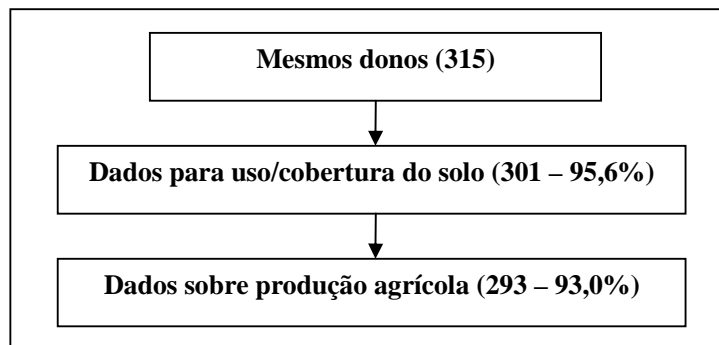 Mesmos donos (315)
Dados para uso/cobertura do solo (301 – 95,6%)
Dados sobre produção agrícola (293 – 93,0%)